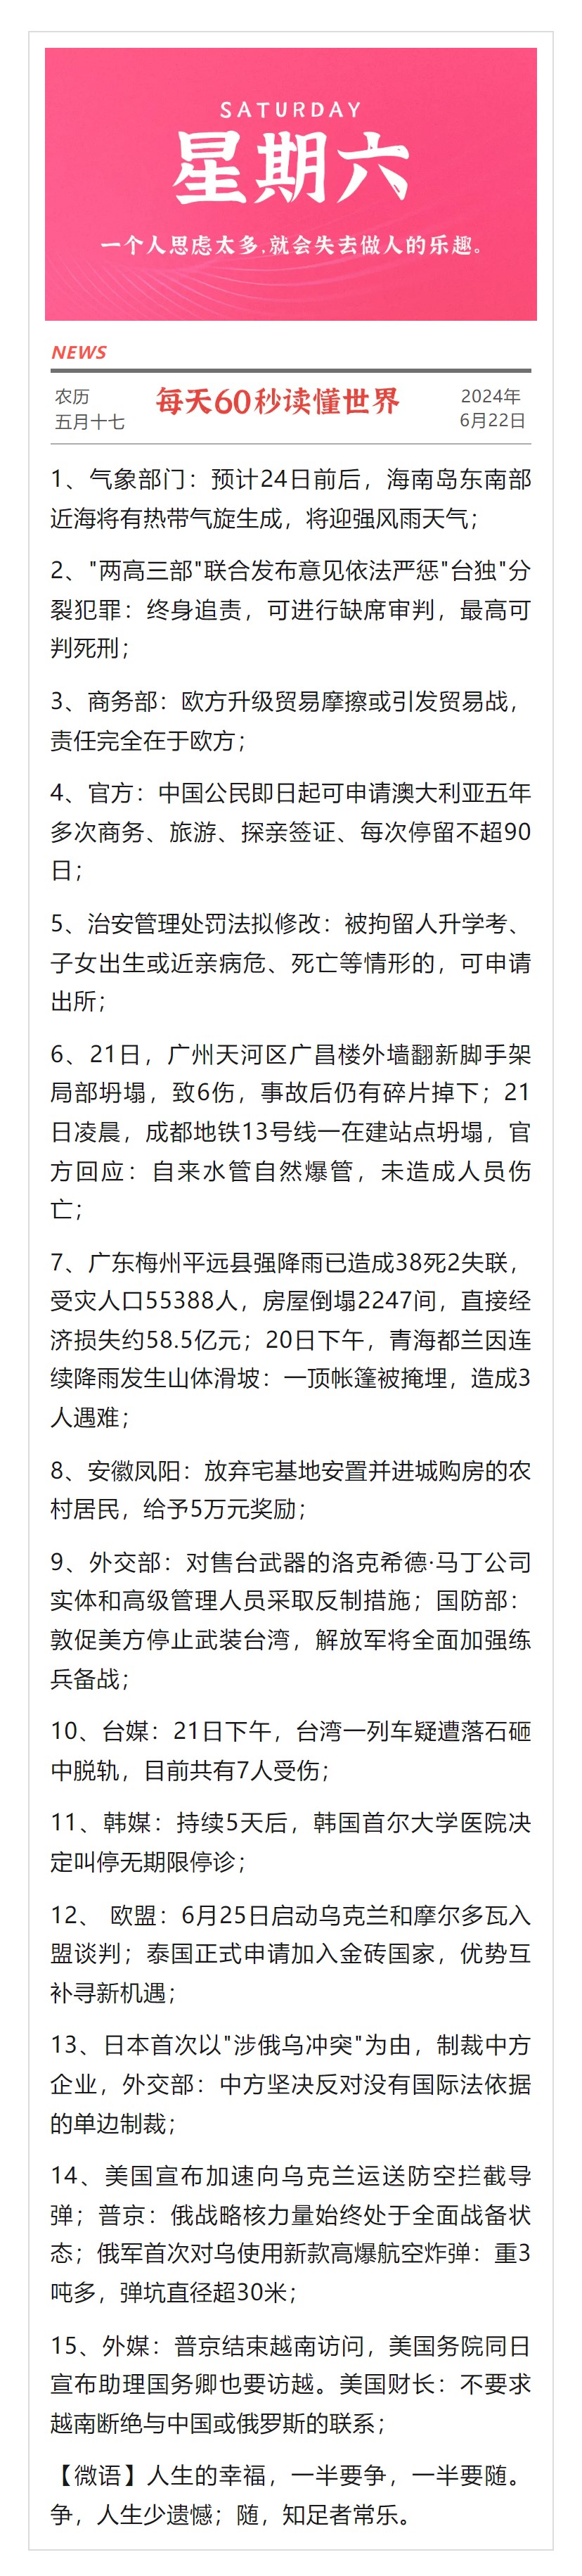 SATURDAY
星期六
一个人思虑太多,就会失去做人的乐趣。
NEWS
农历
五月十七
每天60秒读懂世界
2024年
6月22日
1、气象部门：预计24日前后，海南岛东南部
近海将有热带气旋生成，将迎强风雨天气；
2、"两高三部"联合发布意见依法严惩"台独"分
裂犯罪：终身追责，可进行缺席审判，最高可
判死刑；
3、商务部：欧方升级贸易摩擦或引发贸易战，
责任完全在于欧方；
4、官方：中国公民即日起可申请澳大利亚五年
多次商务、旅游、探亲签证、每次停留不超90
日；
5、治安管理处罚法拟修改：被拘留人升学考、
子女出生或近亲病危、死亡等情形的，可申请
出所；
6、21日，广州天河区广昌楼外墙翻新脚手架
局部坍塌，致6伤，事故后仍有碎片掉下；21
日凌晨，成都地铁13号线一在建站点坍塌，官
方回应：自来水管自然爆管，未造成人员伤
亡；
7、广东梅州平远县强降雨已造成38死2失联，
受灾人口55388人，房屋倒塌2247间，直接经
济损失约58.5亿元；20日下午，青海都兰因连
续降雨发生山体滑坡：一顶帐篷被掩埋，造成3
人遇难；
8、安徽凤阳：放弃宅基地安置并进城购房的农
村居民，给予5万元奖励；
9、外交部：对售台武器的洛克希德·马丁公司
实体和高级管理人员采取反制措施；国防部：
敦促美方停止武装台湾，解放军将全面加强练
兵备战；
10、台媒：21日下午，台湾一列车疑遭落石砸
中脱轨，目前共有7人受伤；
11、韩媒：持续5天后，韩国首尔大学医院决
定叫停无期限停诊；
12、 欧盟：6月25日启动乌克兰和摩尔多瓦入
盟谈判；泰国正式申请加入金砖国家，优势互
补寻新机遇；
13、日本首次以"涉俄乌冲突"为由，制裁中方
企业，外交部：中方坚决反对没有国际法依据
的单边制裁；
14、美国宣布加速向乌克兰运送防空拦截导
弹；普京：俄战略核力量始终处于全面战备状
态；俄军首次对乌使用新款高爆航空炸弹：重3
吨多，弹坑直径超30米；
15、外媒：普京结束越南访问，美国务院同日
宣布助理国务卿也要访越。美国财长：不要求
越南断绝与中国或俄罗斯的联系；
【微语】人生的幸福，一半要争，一半要随。
争，人生少遗憾；随，知足者常乐。